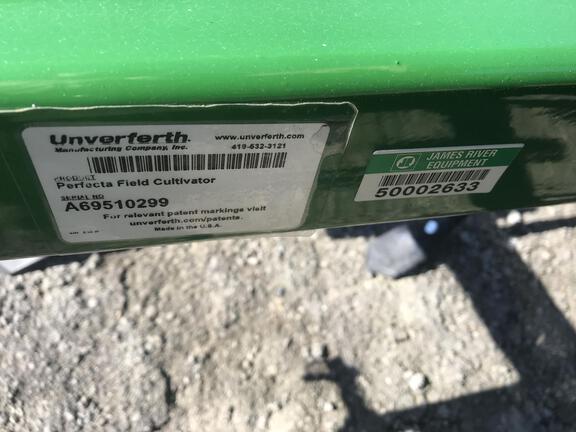 Unverferth
Manufacturing Company, Inc.
www.unverferth.com
419-532-3121
PRODUCT
Perfecta Field Cultivator
SERIAL NO
A69510299
For relevant patent markings visit
unverferth.com/patents.
Made in the U.S.A.
JAMES RIVER
EQUIPMENT
50002633